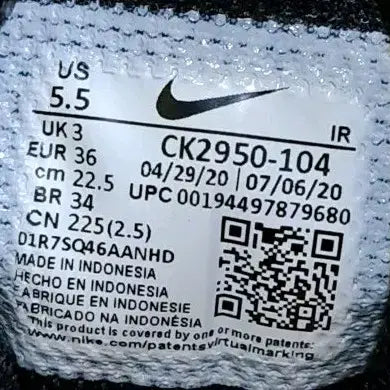 US
5.5
UK 3
EUR 36
cm 22.5
BR 34
CN 225(2.5)
IR
CK2950-104
04/29/20 | 07/06/20
UPC 00194497879680
D1R7SQ46AANHD
MADE IN INDONESIA
HECHO EN INDONESIA
FABRIQUE EN INDONESIE
FABRICADO NA INDONÉSIA
This product is covered by one or more patents:
www.nike.com/patentsvirtualmarking